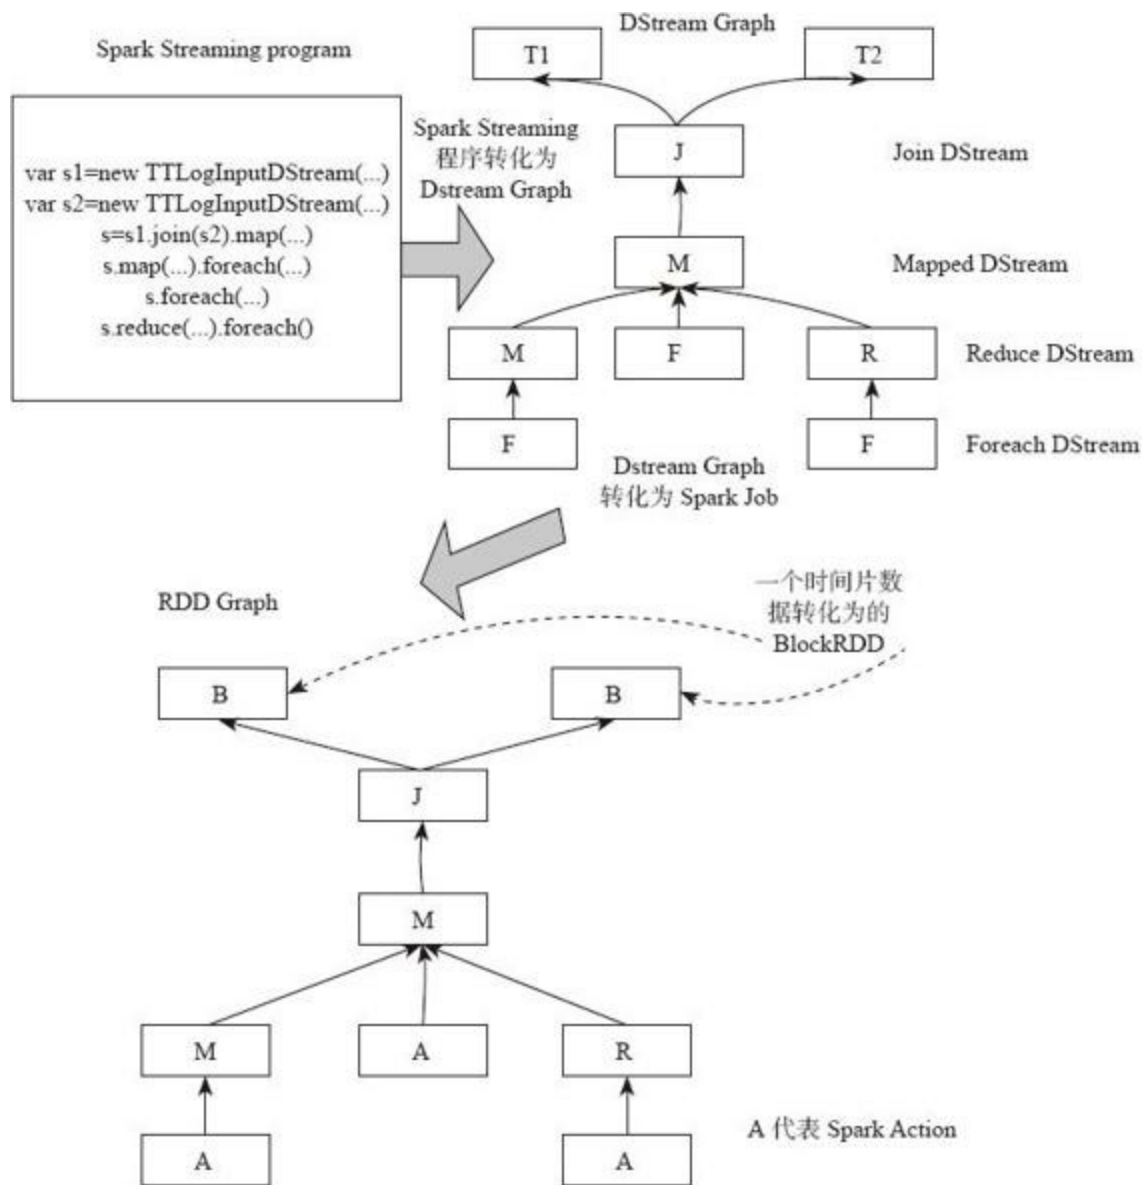 Spark Streaming program
var s1=new TTLogInputDStream(...)
var s2=new TTLogInputDStream(...)
s=s1.join(s2).map(...)
s.map(...).foreach(...)
s.foreach(...)
s.reduce(...).foreach()
Spark Streaming
程序转化为
Dstream Graph
DStream Graph
T1
T2
J
Join DStream
M
Mapped DStream
M
F
R
Reduce DStream
F
F
Foreach DStream
Dstream Graph
转化为 Spark Job
RDD Graph
一个时间片数
据转化为的
BlockRDD
B
B
J
M
M
A
R
A
A
A 代表 Spark Action